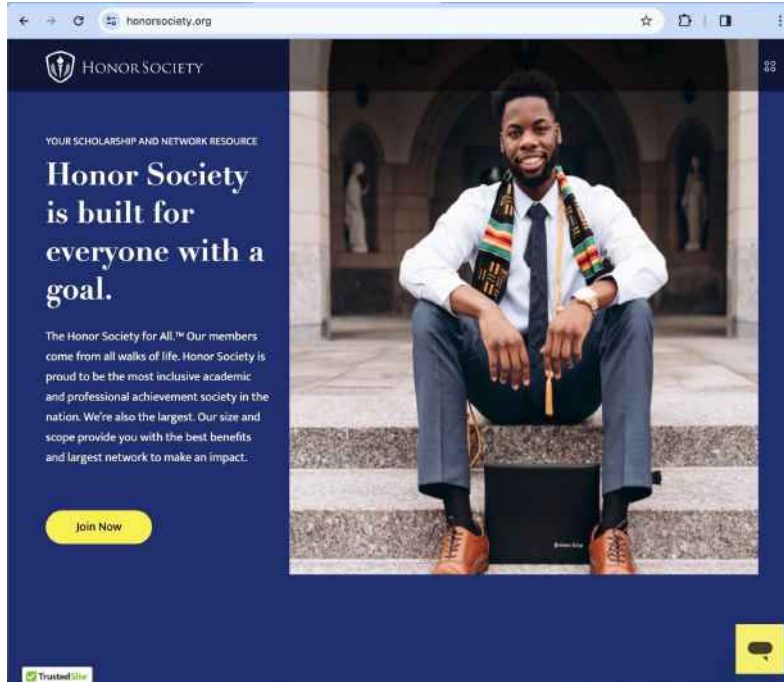 honorsociety.org
HONOR SOCIETY
YOUR SCHOLARSHIP AND NETWORK RESOURCE
Honor Society
is built for
everyone with a
goal.
The Honor Society for All.™ Our members
come from all walks of life. Honor Society is
proud to be the most inclusive academic
and professional achievement society in the
nation. We're also the largest. Our size and
scope provide you with the best benefits
and largest network to make an impact.
Join Now
TrustedSite